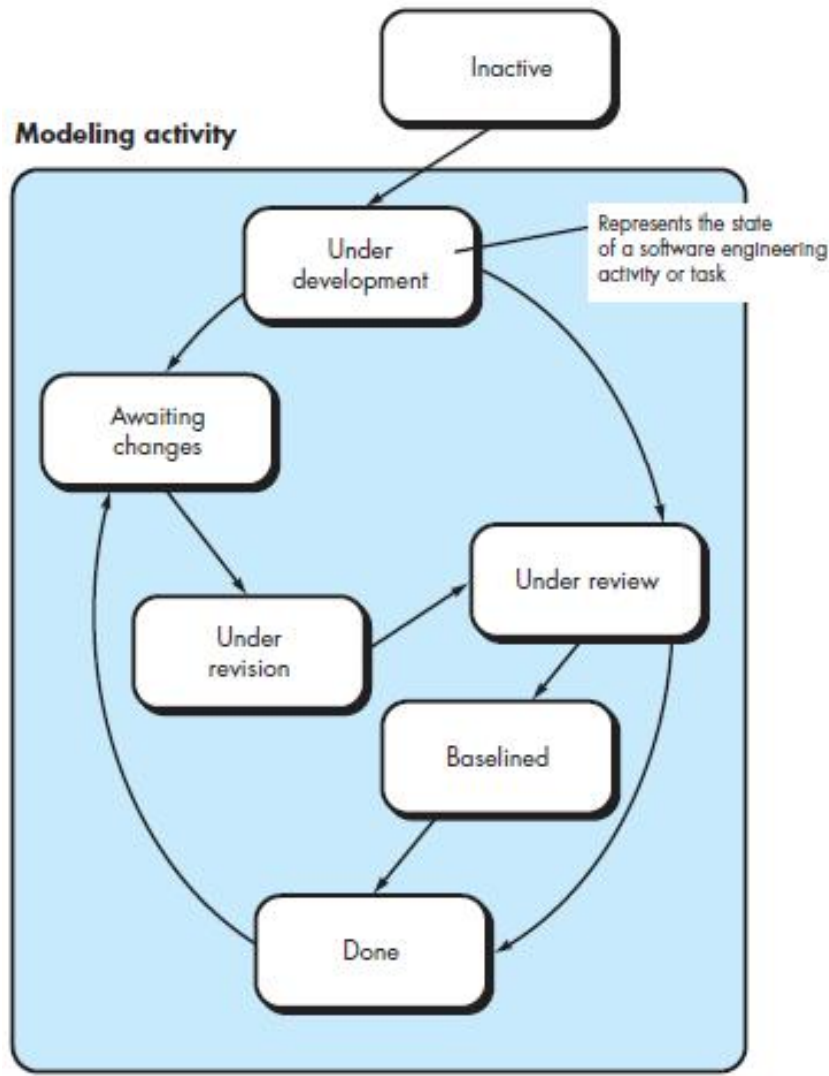 Inactive
Modeling activity
Under
development
Represents the state
of a software engineering
activity or task
Awaiting
changes
Under review
Under
revision
Baselined
Done